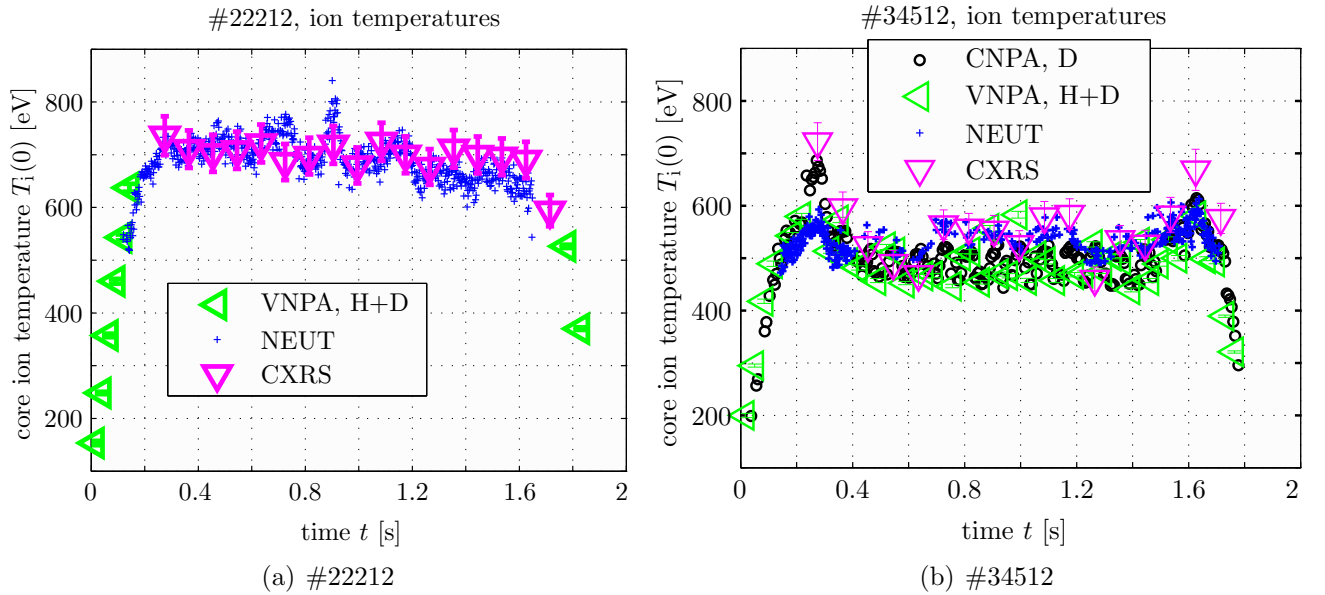 #22212, ion temperatures
core ion temperature Ti(0) [eV]
800
600
400
200
VNPA, H+D
NEUT
CXRS
0 0.4 0.8 1.2 1.6 2
time t [s]
(a) #22212
#34512, ion temperatures
core ion temperature Ti(0) [eV]
800
600
400
200
CNPA, D
VNPA, H+D
NEUT
CXRS
0 0.4 0.8 1.2 1.6 2
time t [s]
(b) #34512